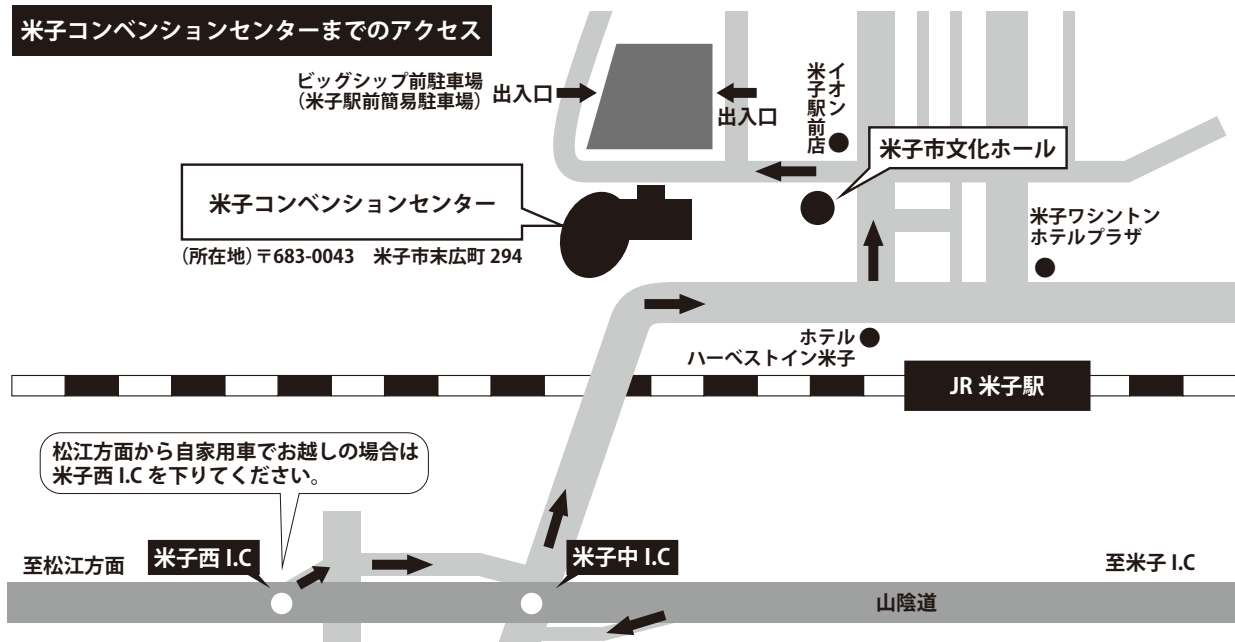 米子コンベンションセンターまでのアクセス
ビッグシップ前駐車場
（米子駅前簡易駐車場）
出入口
出入口
イオン
米子駅前店
米子市文化ホール
米子コンベンションセンター
（所在地）〒683-0043　米子市末広町 294
米子ワシントン
ホテルプラザ
ホテル
ハーベストイン米子
JR 米子駅
松江方面から自家用車でお越しの場合は
米子西 I.C を下りてください。
至松江方面
米子西 I.C
米子中 I.C
至米子 I.C
山陰道